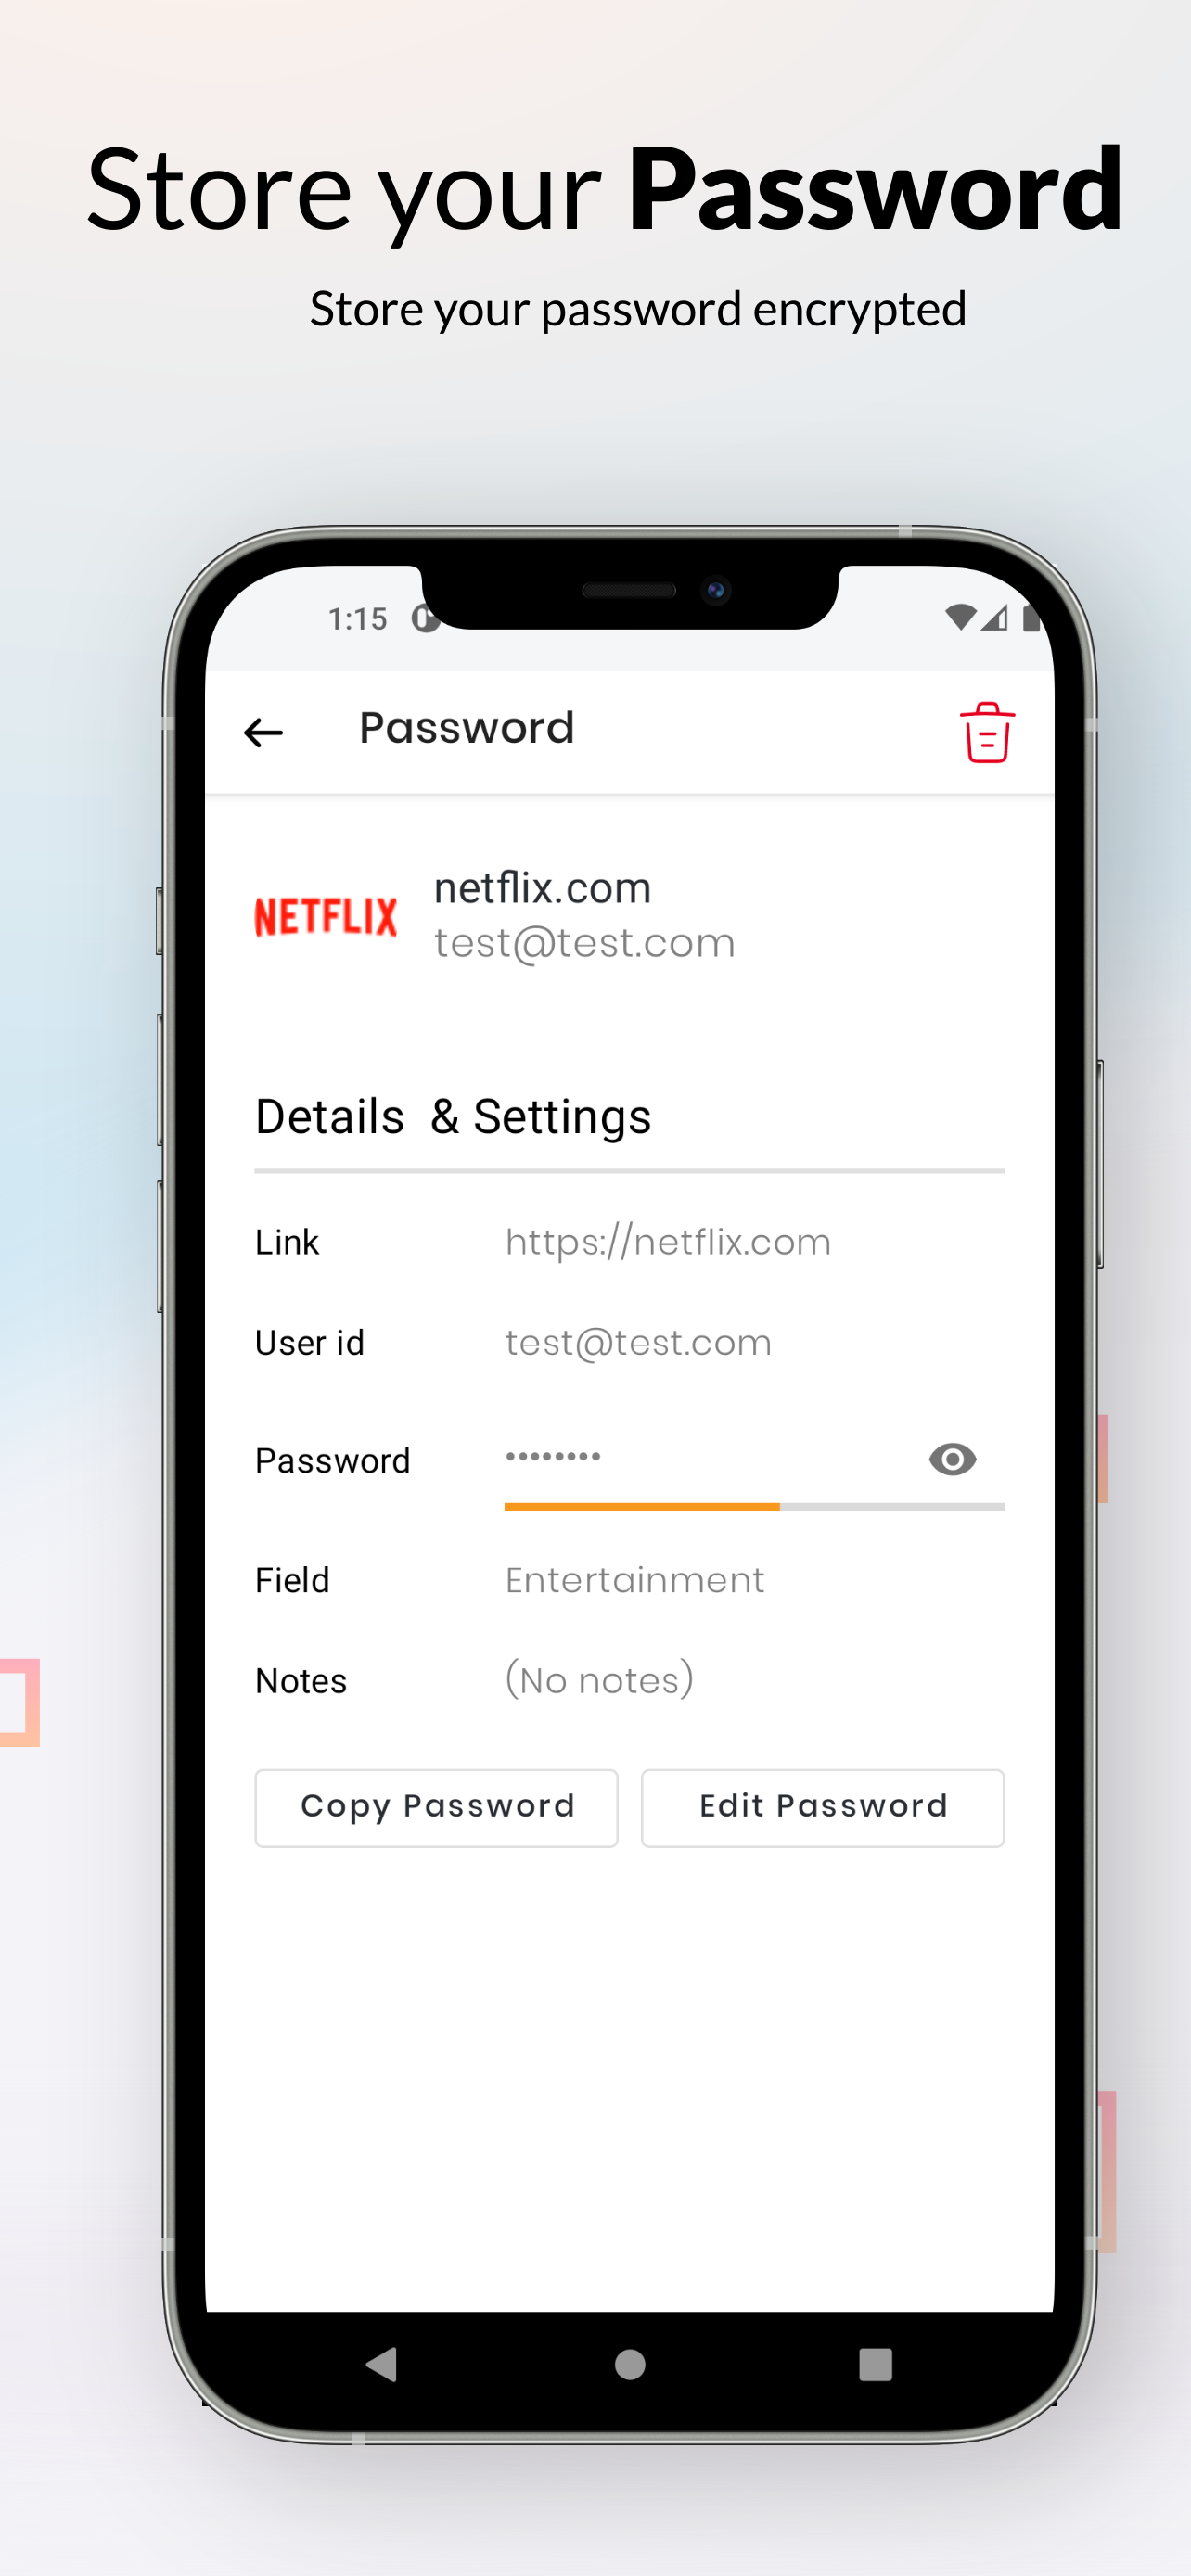 Store your Password
Store your password encrypted
1:15
Password
NETFLIX
netflix.com
test@test.com
Details & Settings
Link https://netflix.com
User id test@test.com
Password ••••••••
Field Entertainment
Notes (No notes)
Copy Password Edit Password